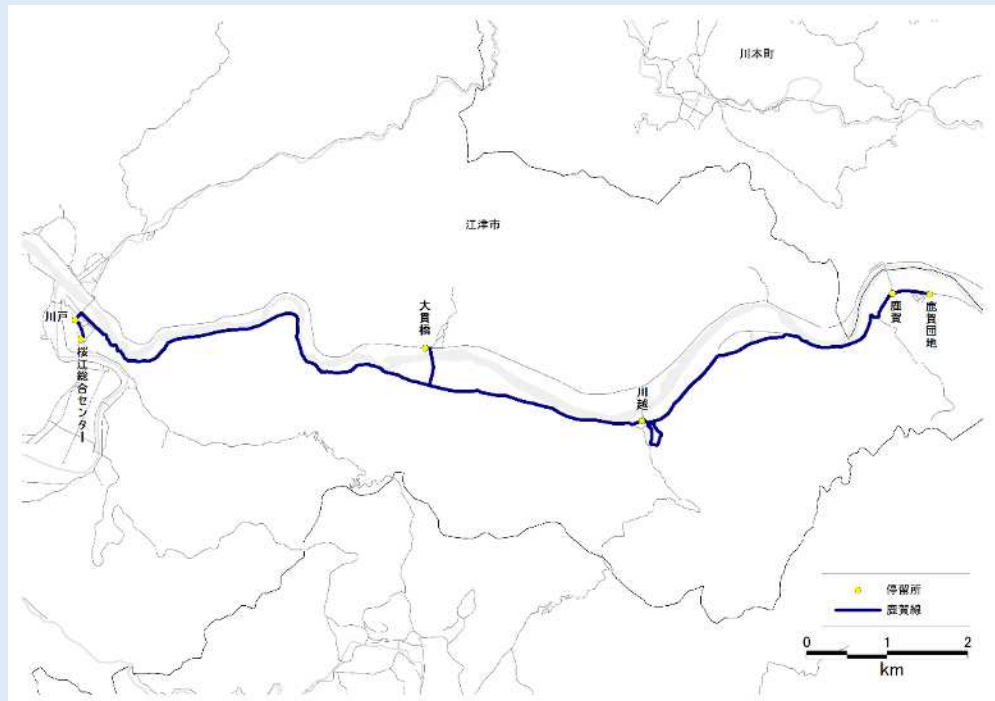 川本町
江津市
川戸
桜江総合センター
大貫橋
川越
鹿賀
鹿賀団地
停留所
鹿賀線
0 1 2
km